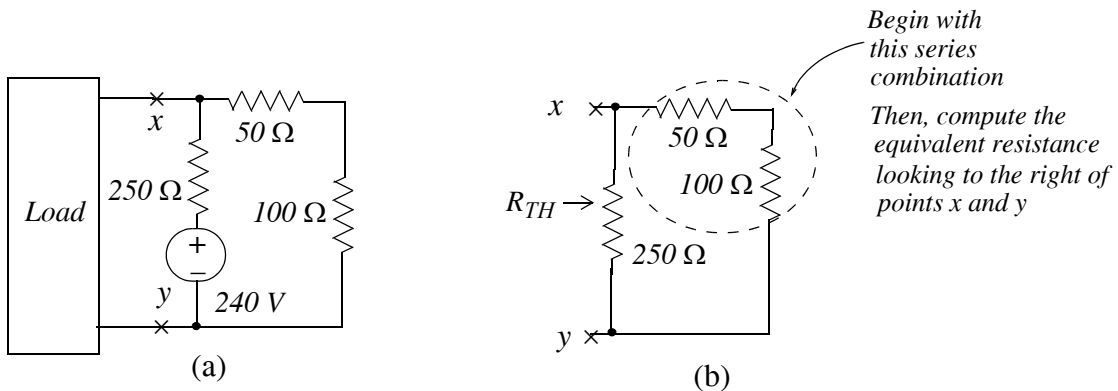 Load
x
50 Ω
250 Ω
100 Ω
+
−
y
240 V
(a)
x
50 Ω
100 Ω
R_TH
250 Ω
y
(b)
Begin with
this series
combination
Then, compute the
equivalent resistance
looking to the right of
points x and y